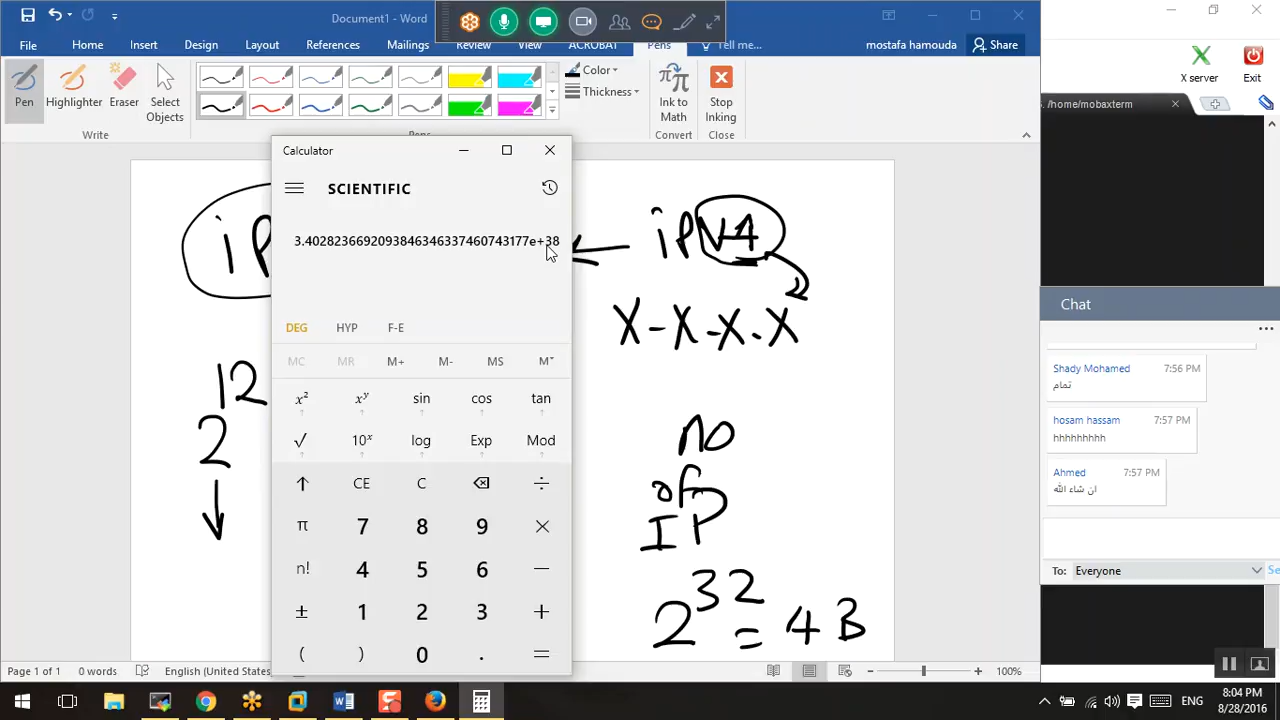 Document1 - Word
File Home Insert Design Layout References Mailings Review View ACROBAT Pens Tell me... mostafa hamouda Share
Pen Highlighter Eraser Select Objects
Color
Thickness
Ink to Math
Stop Inking
Write Pens Convert Close
X server Exit
/home/mobaxterm
Calculator
SCIENTIFIC
3.4028236692093846346337460743177e+38
DEG HYP F-E
MC MR M+ M- MS M
x² xʸ sin cos tan
√ 10ˣ log Exp Mod
↑ CE C ÷
π 7 8 9 ×
n! 4 5 6 −
± 1 2 3 +
( ) 0 . =
iP
iPV4
X-X-X.X
12
2
no
of
IP
2³² = 4B
Chat
Shady Mohamed 7:56 PM
تمام
hosam hassam 7:57 PM
hhhhhhhhh
Ahmed 7:57 PM
ان شاء الله
To: Everyone
Page 1 of 1 0 words English (United States 100%
ENG
8:04 PM
8/28/2016